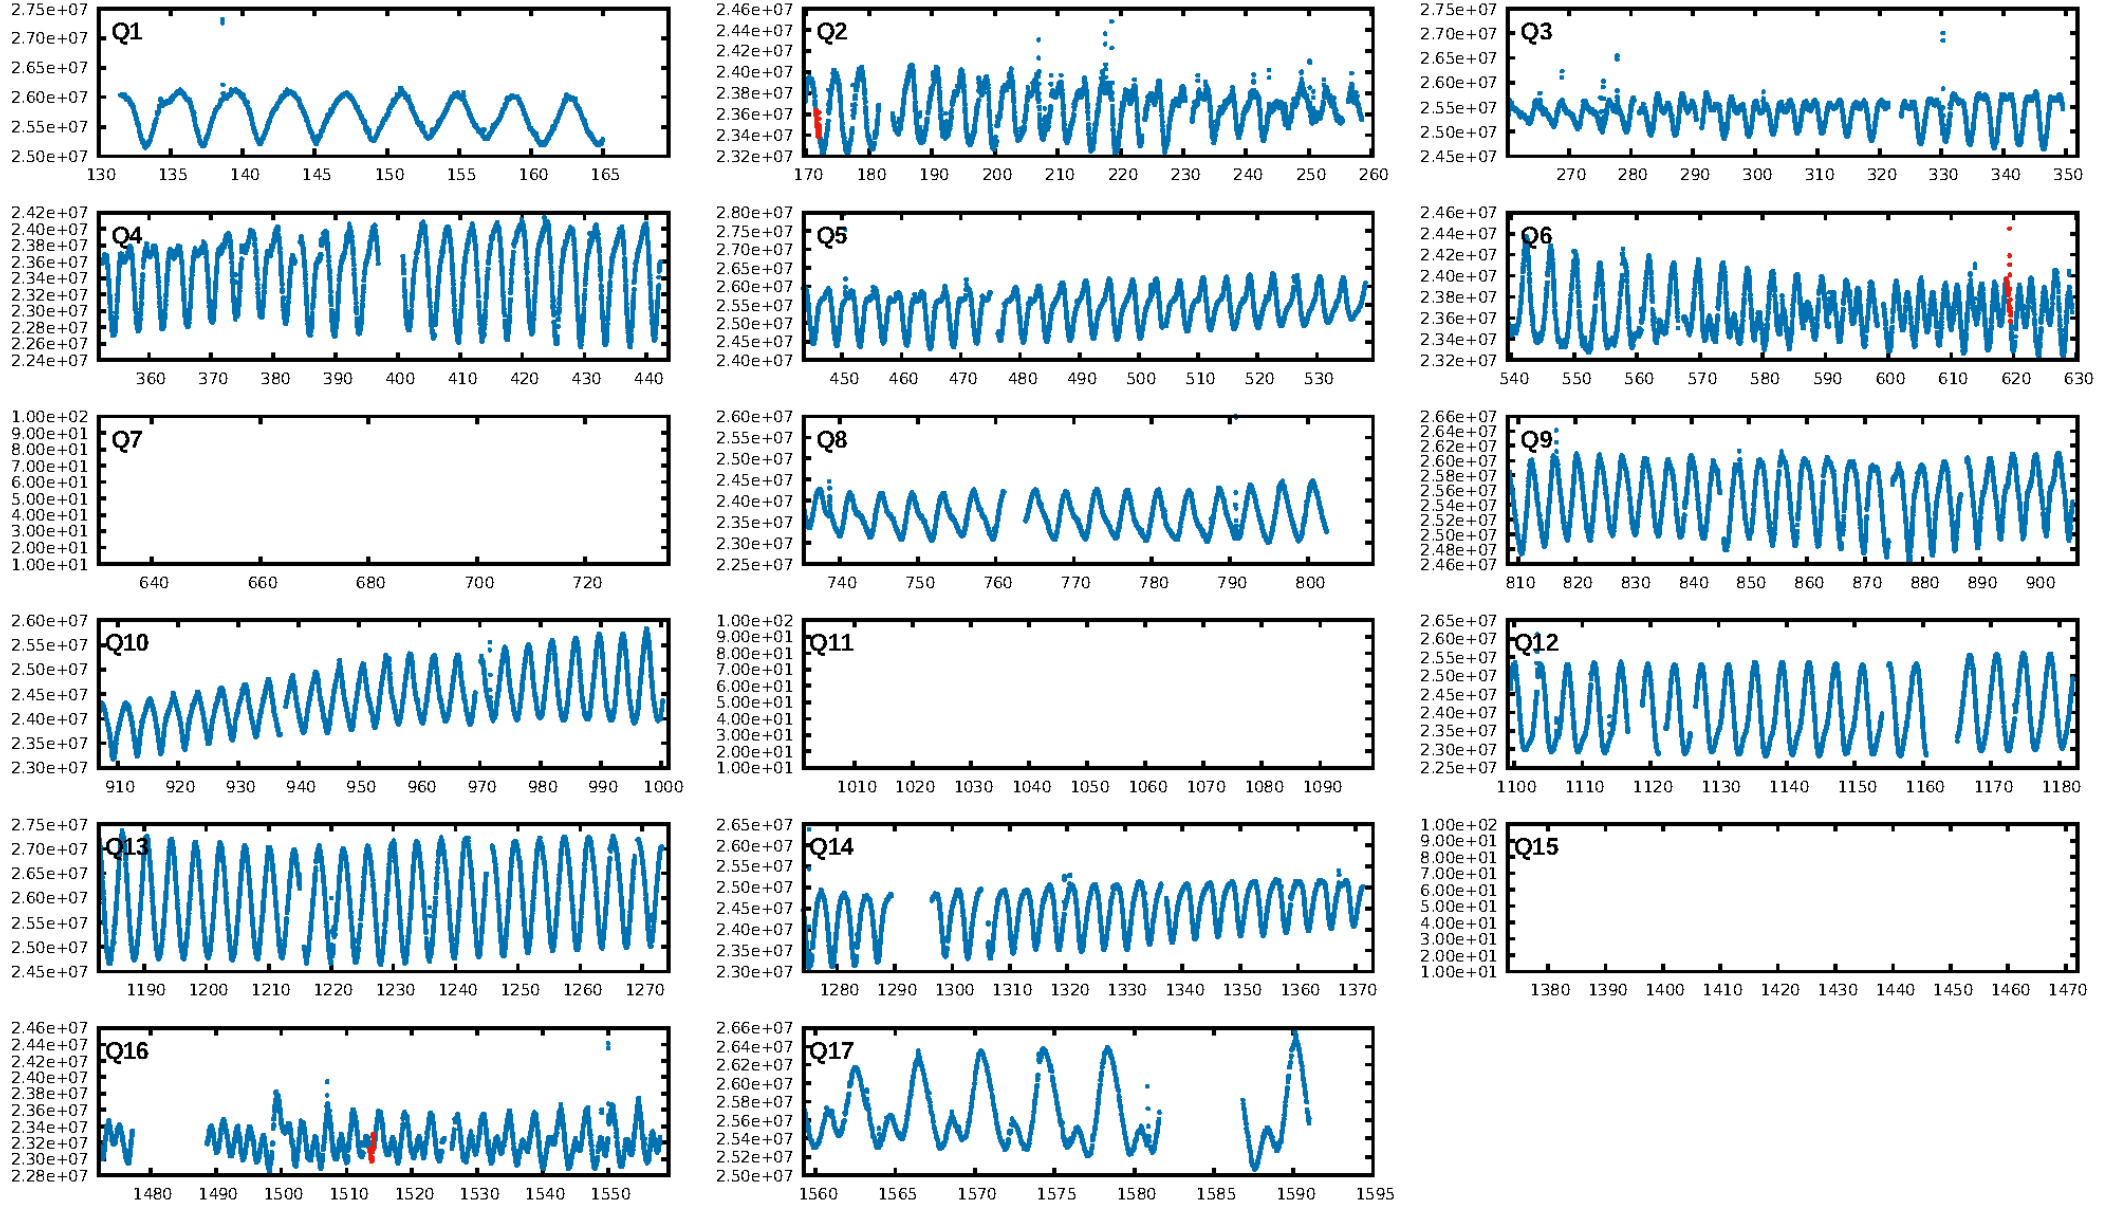 2.75e+07
2.70e+07
2.65e+07
2.60e+07
2.55e+07
2.50e+07
Q1
130 135 140 145 150 155 160 165
2.46e+07
2.44e+07
2.42e+07
2.40e+07
2.38e+07
2.36e+07
2.34e+07
2.32e+07
Q2
170 180 190 200 210 220 230 240 250 260
2.75e+07
2.70e+07
2.65e+07
2.60e+07
2.55e+07
2.50e+07
2.45e+07
Q3
270 280 290 300 310 320 330 340 350
2.42e+07
2.40e+07
2.38e+07
2.36e+07
2.34e+07
2.32e+07
2.30e+07
2.28e+07
2.26e+07
2.24e+07
Q4
360 370 380 390 400 410 420 430 440
2.80e+07
2.75e+07
2.70e+07
2.65e+07
2.60e+07
2.55e+07
2.50e+07
2.45e+07
2.40e+07
Q5
450 460 470 480 490 500 510 520 530
2.46e+07
2.44e+07
2.42e+07
2.40e+07
2.38e+07
2.36e+07
2.34e+07
2.32e+07
Q6
540 550 560 570 580 590 600 610 620 630
1.00e+02
9.00e+01
8.00e+01
7.00e+01
6.00e+01
5.00e+01
4.00e+01
3.00e+01
2.00e+01
1.00e+01
Q7
640 660 680 700 720
2.60e+07
2.55e+07
2.50e+07
2.45e+07
2.40e+07
2.35e+07
2.30e+07
2.25e+07
Q8
740 750 760 770 780 790 800
2.66e+07
2.64e+07
2.62e+07
2.60e+07
2.58e+07
2.56e+07
2.54e+07
2.52e+07
2.50e+07
2.48e+07
2.46e+07
Q9
810 820 830 840 850 860 870 880 890 900
2.60e+07
2.55e+07
2.50e+07
2.45e+07
2.40e+07
2.35e+07
2.30e+07
Q10
910 920 930 940 950 960 970 980 990 1000
1.00e+02
9.00e+01
8.00e+01
7.00e+01
6.00e+01
5.00e+01
4.00e+01
3.00e+01
2.00e+01
1.00e+01
Q11
1010 1020 1030 1040 1050 1060 1070 1080 1090
2.65e+07
2.60e+07
2.55e+07
2.50e+07
2.45e+07
2.40e+07
2.35e+07
2.30e+07
2.25e+07
Q12
1100 1110 1120 1130 1140 1150 1160 1170 1180
2.75e+07
2.70e+07
2.65e+07
2.60e+07
2.55e+07
2.50e+07
2.45e+07
Q13
1190 1200 1210 1220 1230 1240 1250 1260 1270
2.65e+07
2.60e+07
2.55e+07
2.50e+07
2.45e+07
2.40e+07
2.35e+07
2.30e+07
Q14
1280 1290 1300 1310 1320 1330 1340 1350 1360 1370
1.00e+02
9.00e+01
8.00e+01
7.00e+01
6.00e+01
5.00e+01
4.00e+01
3.00e+01
2.00e+01
1.00e+01
Q15
1380 1390 1400 1410 1420 1430 1440 1450 1460 1470
2.46e+07
2.44e+07
2.42e+07
2.40e+07
2.38e+07
2.36e+07
2.34e+07
2.32e+07
2.30e+07
2.28e+07
Q16
1480 1490 1500 1510 1520 1530 1540 1550
2.66e+07
2.64e+07
2.62e+07
2.60e+07
2.58e+07
2.56e+07
2.54e+07
2.52e+07
2.50e+07
Q17
1560 1565 1570 1575 1580 1585 1590 1595